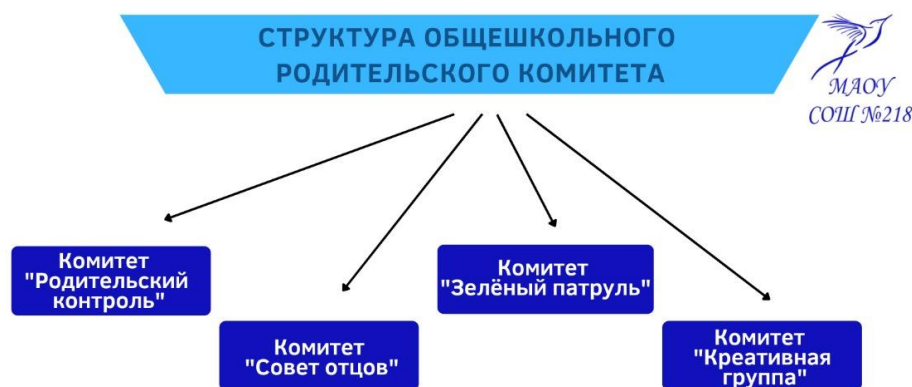 СТРУКТУРА ОБЩЕШКОЛЬНОГО
РОДИТЕЛЬСКОГО КОМИТЕТА
МАОУ
СОШ №218
Комитет
"Родительский
контроль"
Комитет
"Совет отцов"
Комитет
"Зелёный патруль"
Комитет
"Креативная
группа"